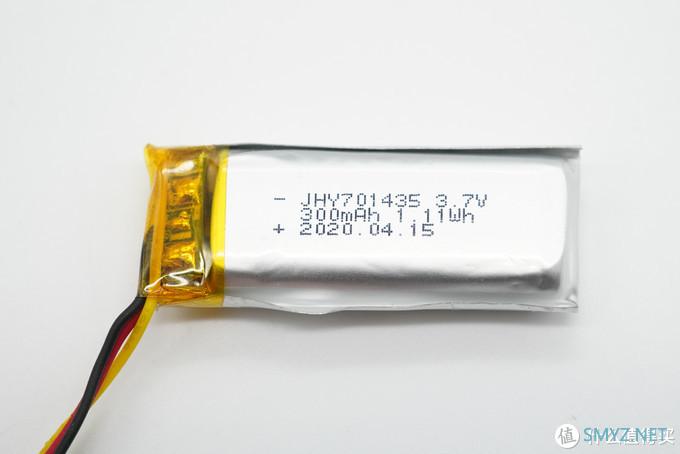 - JHY701435 3.7V
300mAh 1.11Wh
+ 2020.04.15
值 SMYZ.NET